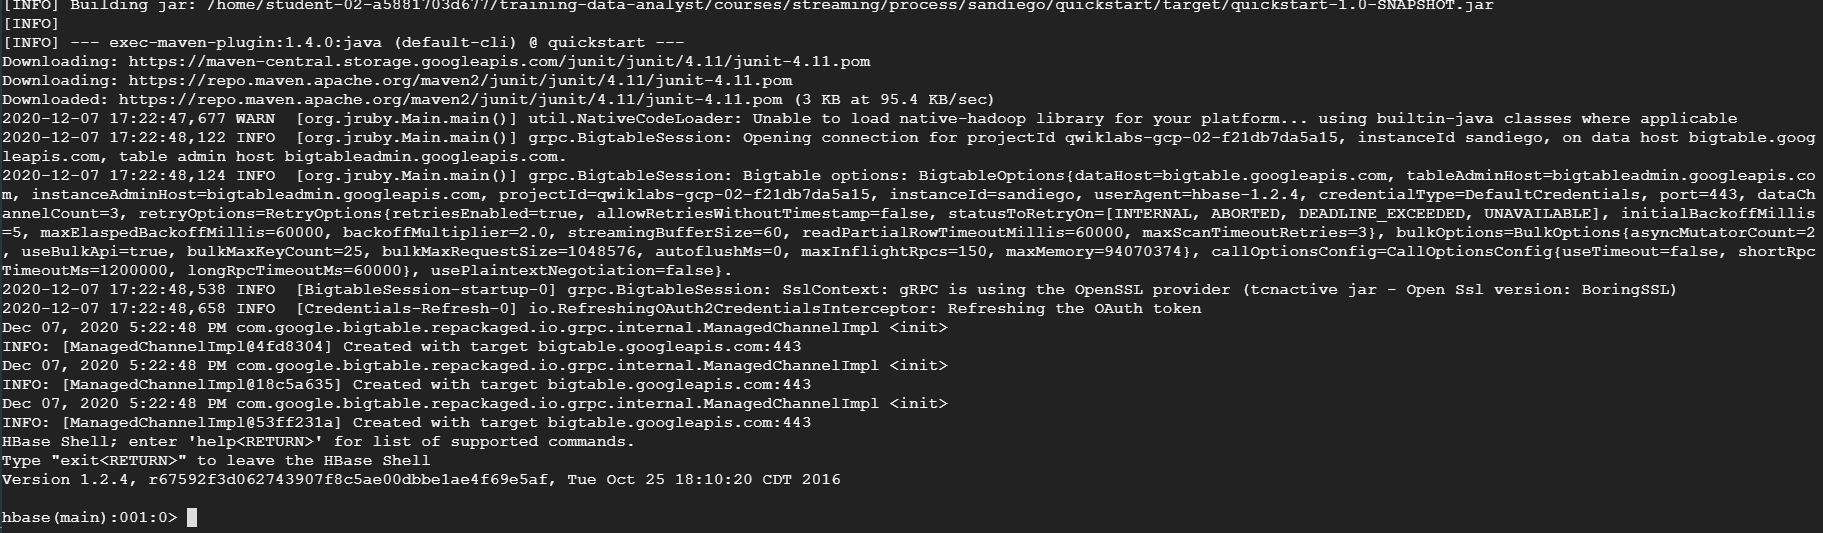 [INFO] Building jar: /home/student-02-a5881703d677/training-data-analyst/courses/streaming/process/sandiego/quickstart/target/quickstart-1.0-SNAPSHOT.jar
[INFO]
[INFO] --- exec-maven-plugin:1.4.0:java (default-cli) @ quickstart ---
Downloading: https://maven-central.storage.googleapis.com/junit/junit/4.11/junit-4.11.pom
Downloading: https://repo.maven.apache.org/maven2/junit/junit/4.11/junit-4.11.pom
Downloaded: https://repo.maven.apache.org/maven2/junit/junit/4.11/junit-4.11.pom (3 KB at 95.4 KB/sec)
2020-12-07 17:22:47,677 WARN  [org.jruby.Main.main()] util.NativeCodeLoader: Unable to load native-hadoop library for your platform... using builtin-java classes where applicable
2020-12-07 17:22:48,122 INFO  [org.jruby.Main.main()] grpc.BigtableSession: Opening connection for projectId qwiklabs-gcp-02-f21db7da5a15, instanceId sandiego, on data host bigtable.goog
leapis.com, table admin host bigtableadmin.googleapis.com.
2020-12-07 17:22:48,124 INFO  [org.jruby.Main.main()] grpc.BigtableSession: Bigtable options: BigtableOptions{dataHost=bigtable.googleapis.com, tableAdminHost=bigtableadmin.googleapis.co
m, instanceAdminHost=bigtableadmin.googleapis.com, projectId=qwiklabs-gcp-02-f21db7da5a15, instanceId=sandiego, userAgent=hbase-1.2.4, credentialType=DefaultCredentials, port=443, dataCh
annelCount=3, retryOptions=RetryOptions{retriesEnabled=true, allowRetriesWithoutTimestamp=false, statusToRetryOn=[INTERNAL, ABORTED, DEADLINE_EXCEEDED, UNAVAILABLE], initialBackoffMillis
=5, maxElaspedBackoffMillis=60000, backoffMultiplier=2.0, streamingBufferSize=60, readPartialRowTimeoutMillis=60000, maxScanTimeoutRetries=3}, bulkOptions=BulkOptions{asyncMutatorCount=2
, useBulkApi=true, bulkMaxKeyCount=25, bulkMaxRequestSize=1048576, autoflushMs=0, maxInflightRpcs=150, maxMemory=94070374}, callOptionsConfig=CallOptionsConfig{useTimeout=false, shortRpc
TimeoutMs=1200000, longRpcTimeoutMs=60000}, usePlaintextNegotiation=false}.
2020-12-07 17:22:48,538 INFO  [BigtableSession-startup-0] grpc.BigtableSession: SslContext: gRPC is using the OpenSSL provider (tcnactive jar - Open Ssl version: BoringSSL)
2020-12-07 17:22:48,658 INFO  [Credentials-Refresh-0] io.RefreshingOAuth2CredentialsInterceptor: Refreshing the OAuth token
Dec 07, 2020 5:22:48 PM com.google.bigtable.repackaged.io.grpc.internal.ManagedChannelImpl <init>
INFO: [ManagedChannelImpl@4fd8304] Created with target bigtable.googleapis.com:443
Dec 07, 2020 5:22:48 PM com.google.bigtable.repackaged.io.grpc.internal.ManagedChannelImpl <init>
INFO: [ManagedChannelImpl@18c5a635] Created with target bigtable.googleapis.com:443
Dec 07, 2020 5:22:48 PM com.google.bigtable.repackaged.io.grpc.internal.ManagedChannelImpl <init>
INFO: [ManagedChannelImpl@53ff231a] Created with target bigtable.googleapis.com:443
HBase Shell; enter 'help<RETURN>' for list of supported commands.
Type "exit<RETURN>" to leave the HBase Shell
Version 1.2.4, r67592f3d062743907f8c5ae00dbbe1ae4f69e5af, Tue Oct 25 18:10:20 CDT 2016
hbase(main):001:0>